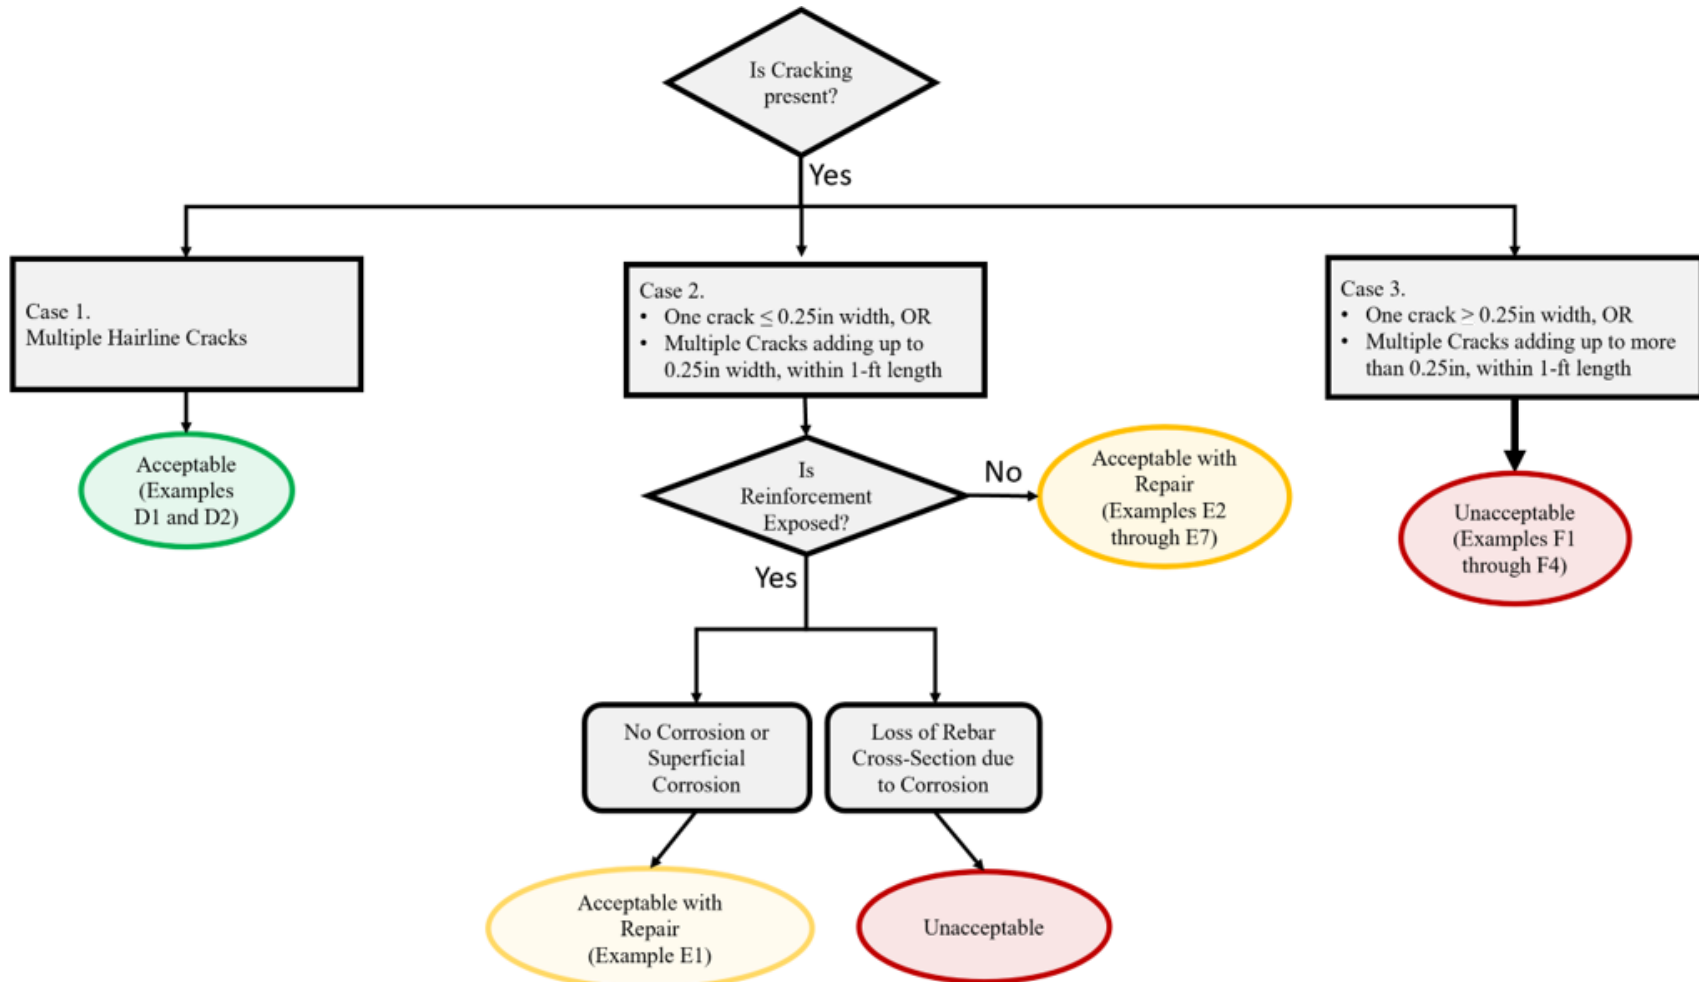 Is Cracking
present?
Yes
Case 1.
Multiple Hairline Cracks
Case 2.
• One crack ≤ 0.25in width, OR
• Multiple Cracks adding up to
0.25in width, within 1-ft length
Case 3.
• One crack ≥ 0.25in width, OR
• Multiple Cracks adding up to more
than 0.25in, within 1-ft length
Acceptable
(Examples
D1 and D2)
Is
Reinforcement
Exposed?
No
Acceptable with
Repair
(Examples E2
through E7)
Unacceptable
(Examples F1
through F4)
Yes
No Corrosion or
Superficial
Corrosion
Loss of Rebar
Cross-Section due
to Corrosion
Acceptable with
Repair
(Example E1)
Unacceptable